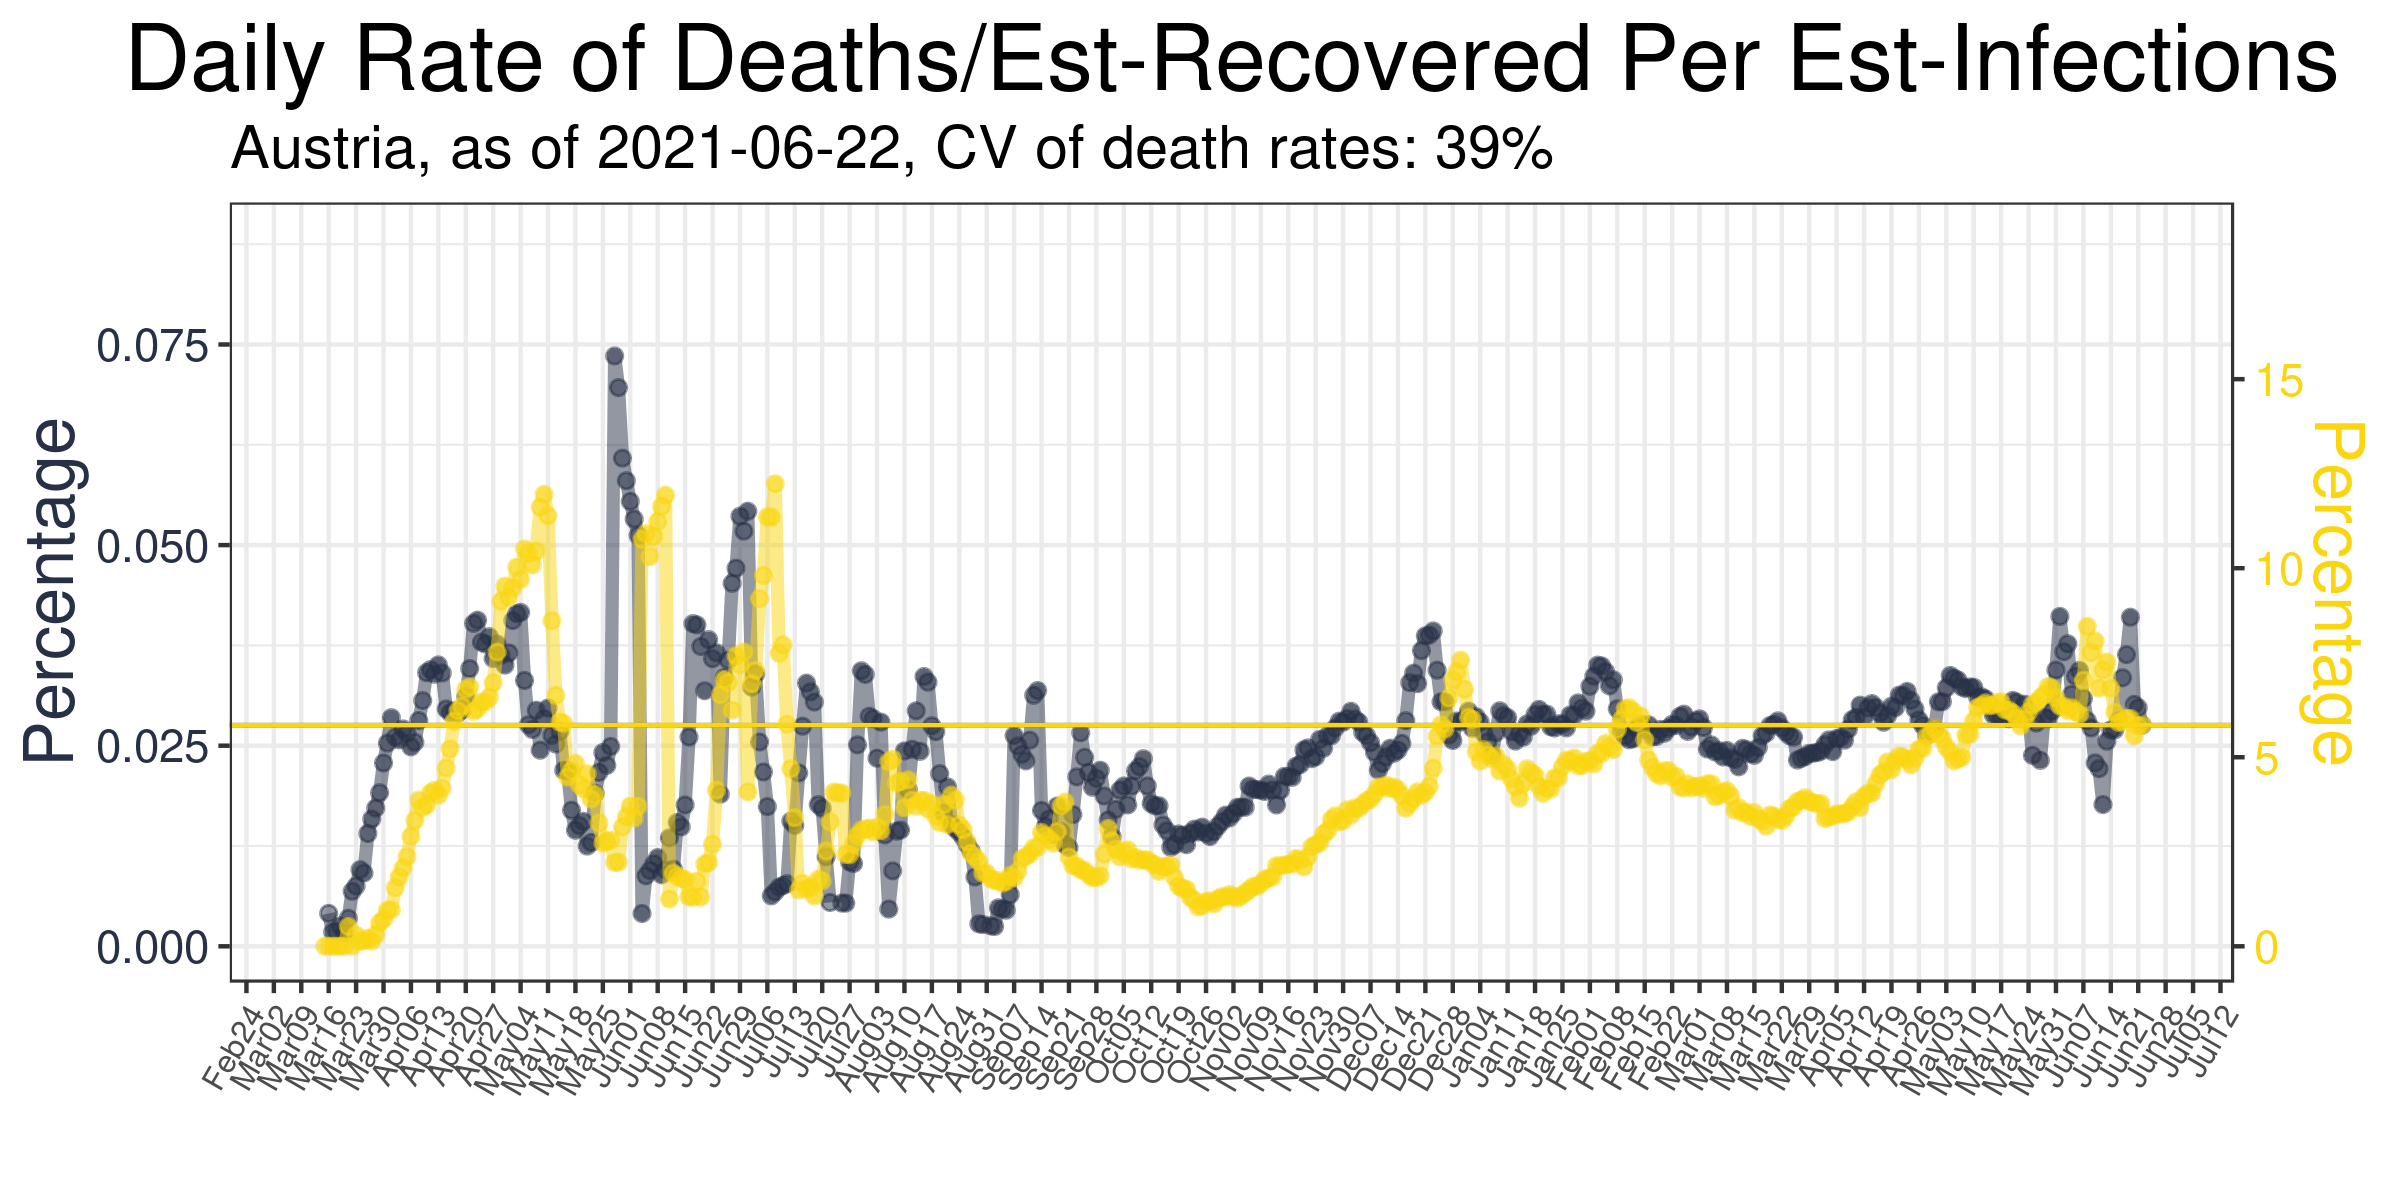 Daily Rate of Deaths/Est-Recovered Per Est-Infections
Austria, as of 2021-06-22, CV of death rates: 39%
Percentage
0.075
0.050
0.025
0.000
15
10
5
0
Percentage
Feb24
Mar02
Mar09
Mar16
Mar23
Mar30
Apr06
Apr13
Apr20
Apr27
May04
May11
May18
May25
Jun01
Jun08
Jun15
Jun22
Jun29
Jul06
Jul13
Jul20
Jul27
Aug03
Aug10
Aug17
Aug24
Aug31
Sep07
Sep14
Sep21
Sep28
Oct05
Oct12
Oct19
Oct26
Nov02
Nov09
Nov16
Nov23
Nov30
Dec07
Dec14
Dec21
Dec28
Jan04
Jan11
Jan18
Jan25
Feb01
Feb08
Feb15
Feb22
Mar01
Mar08
Mar15
Mar22
Mar29
Apr05
Apr12
Apr19
Apr26
May03
May10
May17
May24
May31
Jun07
Jun14
Jun21
Jun28
Jul05
Jul12